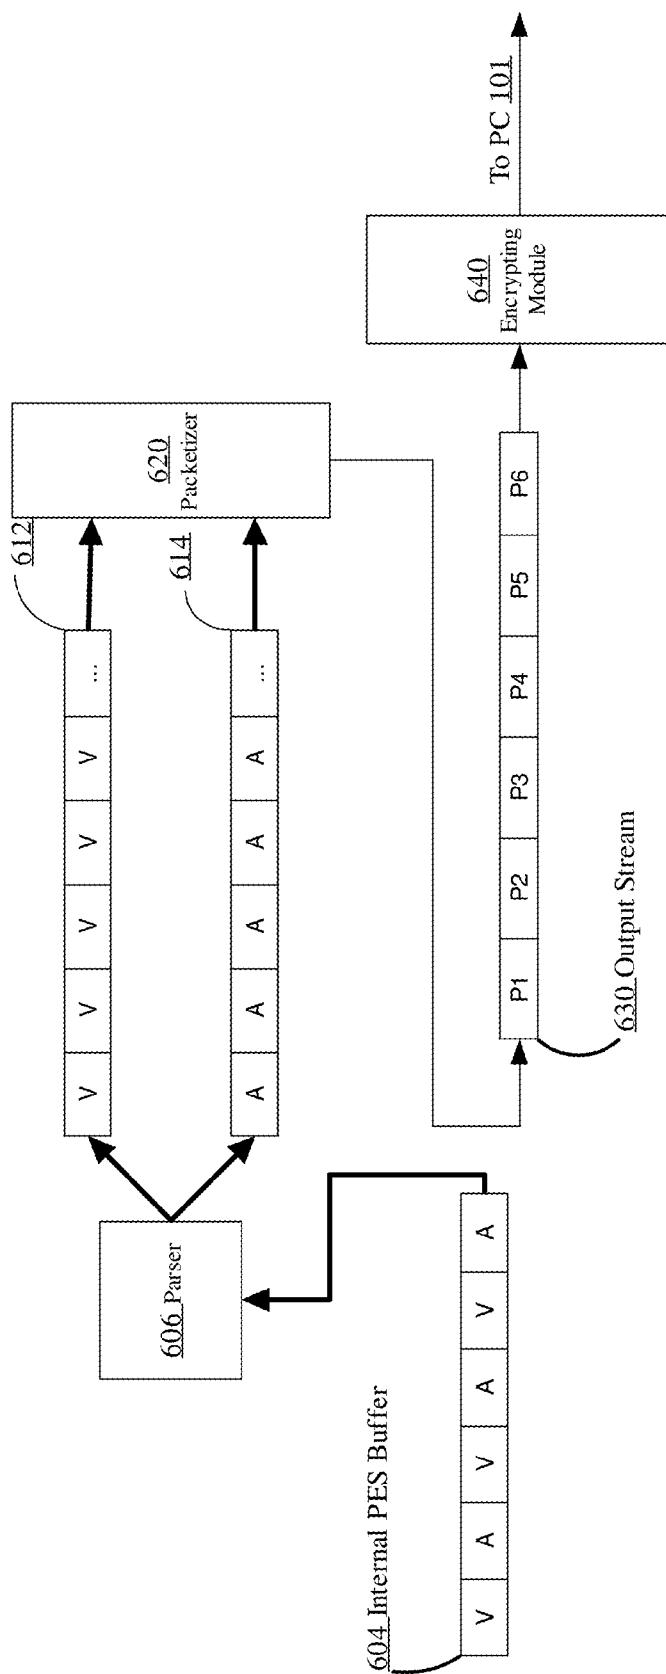 612
V V V V V ...
620
Packetizer
606 Parser
614
A A A A A ...
604 Internal PES Buffer
V A V A V A
To PC 101
640
Encrypting
Module
P1 P2 P3 P4 P5 P6
630 Output Stream